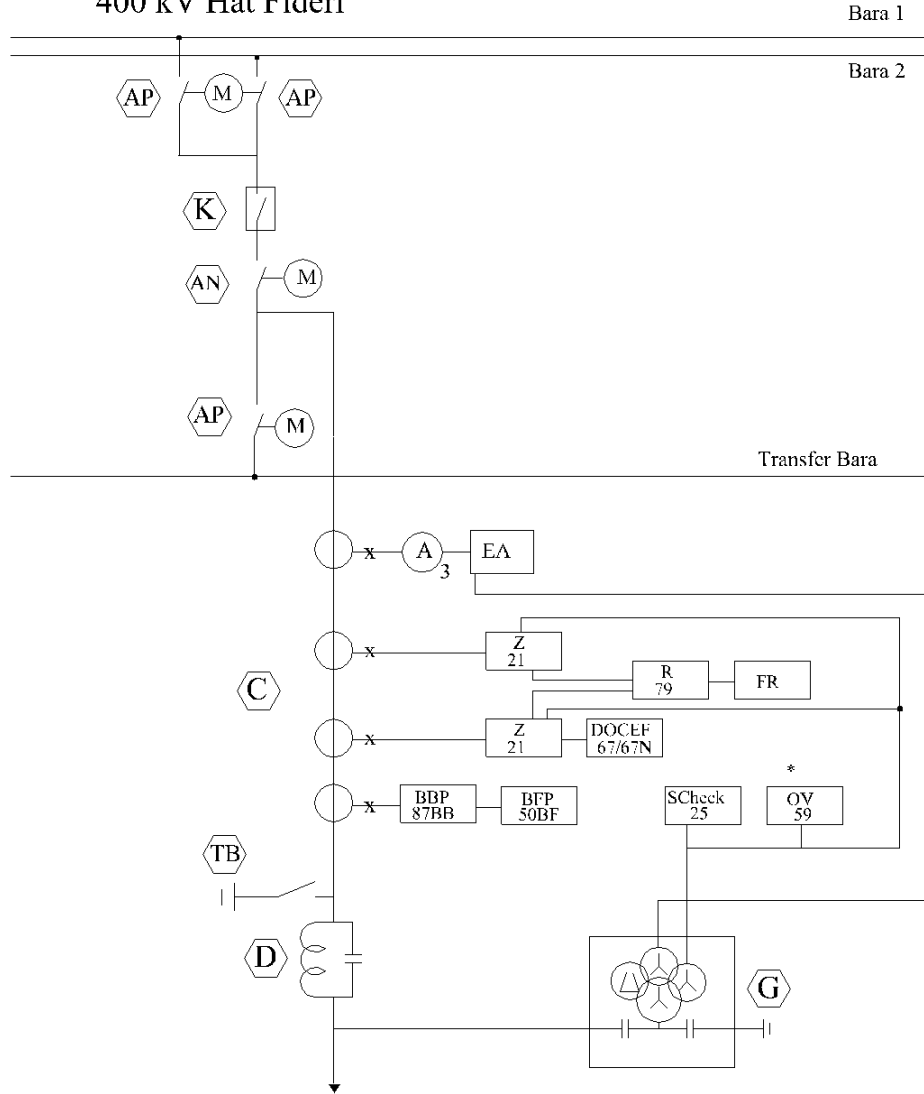 400 kV Hat Fideri
Bara 1
Bara 2
AP
M
AP
K
AN
M
AP
M
Transfer Bara
x
A
3
EA
x
Z
21
R
79
FR
C
x
Z
21
DOCEF
67/67N
*
x
BBP
87BB
BFP
50BF
SCheck
25
OV
59
TB
D
G